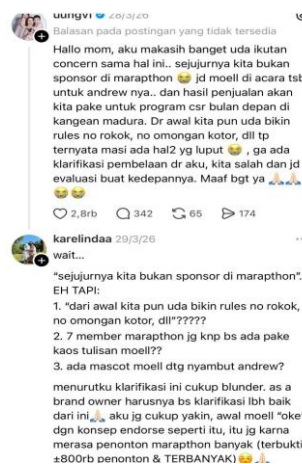 uungvi 28/3/26
Balasan pada postingan yang tidak tersedia
Hallo mom, aku makasih banget uda ikutan
concern sama hal ini.. sejujurnya kita bukan
sponsor di marapthon 😭 jd moell di acara tsb
untuk andrew nya.. dan hasil penjualan akan
kita pake untuk program csr bulan depan di
kangean madura. Dr awal kita pun uda bikin
rules no rokok, no omongan kotor, dll tp
ternyata masi ada hal2 yg luput 😭 , ga ada
klarifikasi pembelaan dr aku, kita salah dan jd
evaluasi buat kedepannya. Maaf bgt ya 🙏🏻🙏🏻
😭😭
2,8rb 342 65 174
karelindaa 29/3/26
wait...
“sejujurnya kita bukan sponsor di marapthon”.
EH TAPI:
1. “dari awal kita pun uda bikin rules no rokok,
no omongan kotor, dll”?????
2. 7 member marapthon jg knp bs ada pake
kaos tulisan moell??
3. ada mascot moell dtg nyambut andrew?
menurutku klarifikasi ini cukup blunder. as a
brand owner harusnya bs klarifikasi lbh baik
dari ini🙏🏻 aku jg cukup yakin, awal moell “oke”
dgn konsep endorse seperti itu, itu jg karna
merasa penonton marapthon banyak (terbukti
±800rb penonton & TERBANYAK)😊🙏🏻